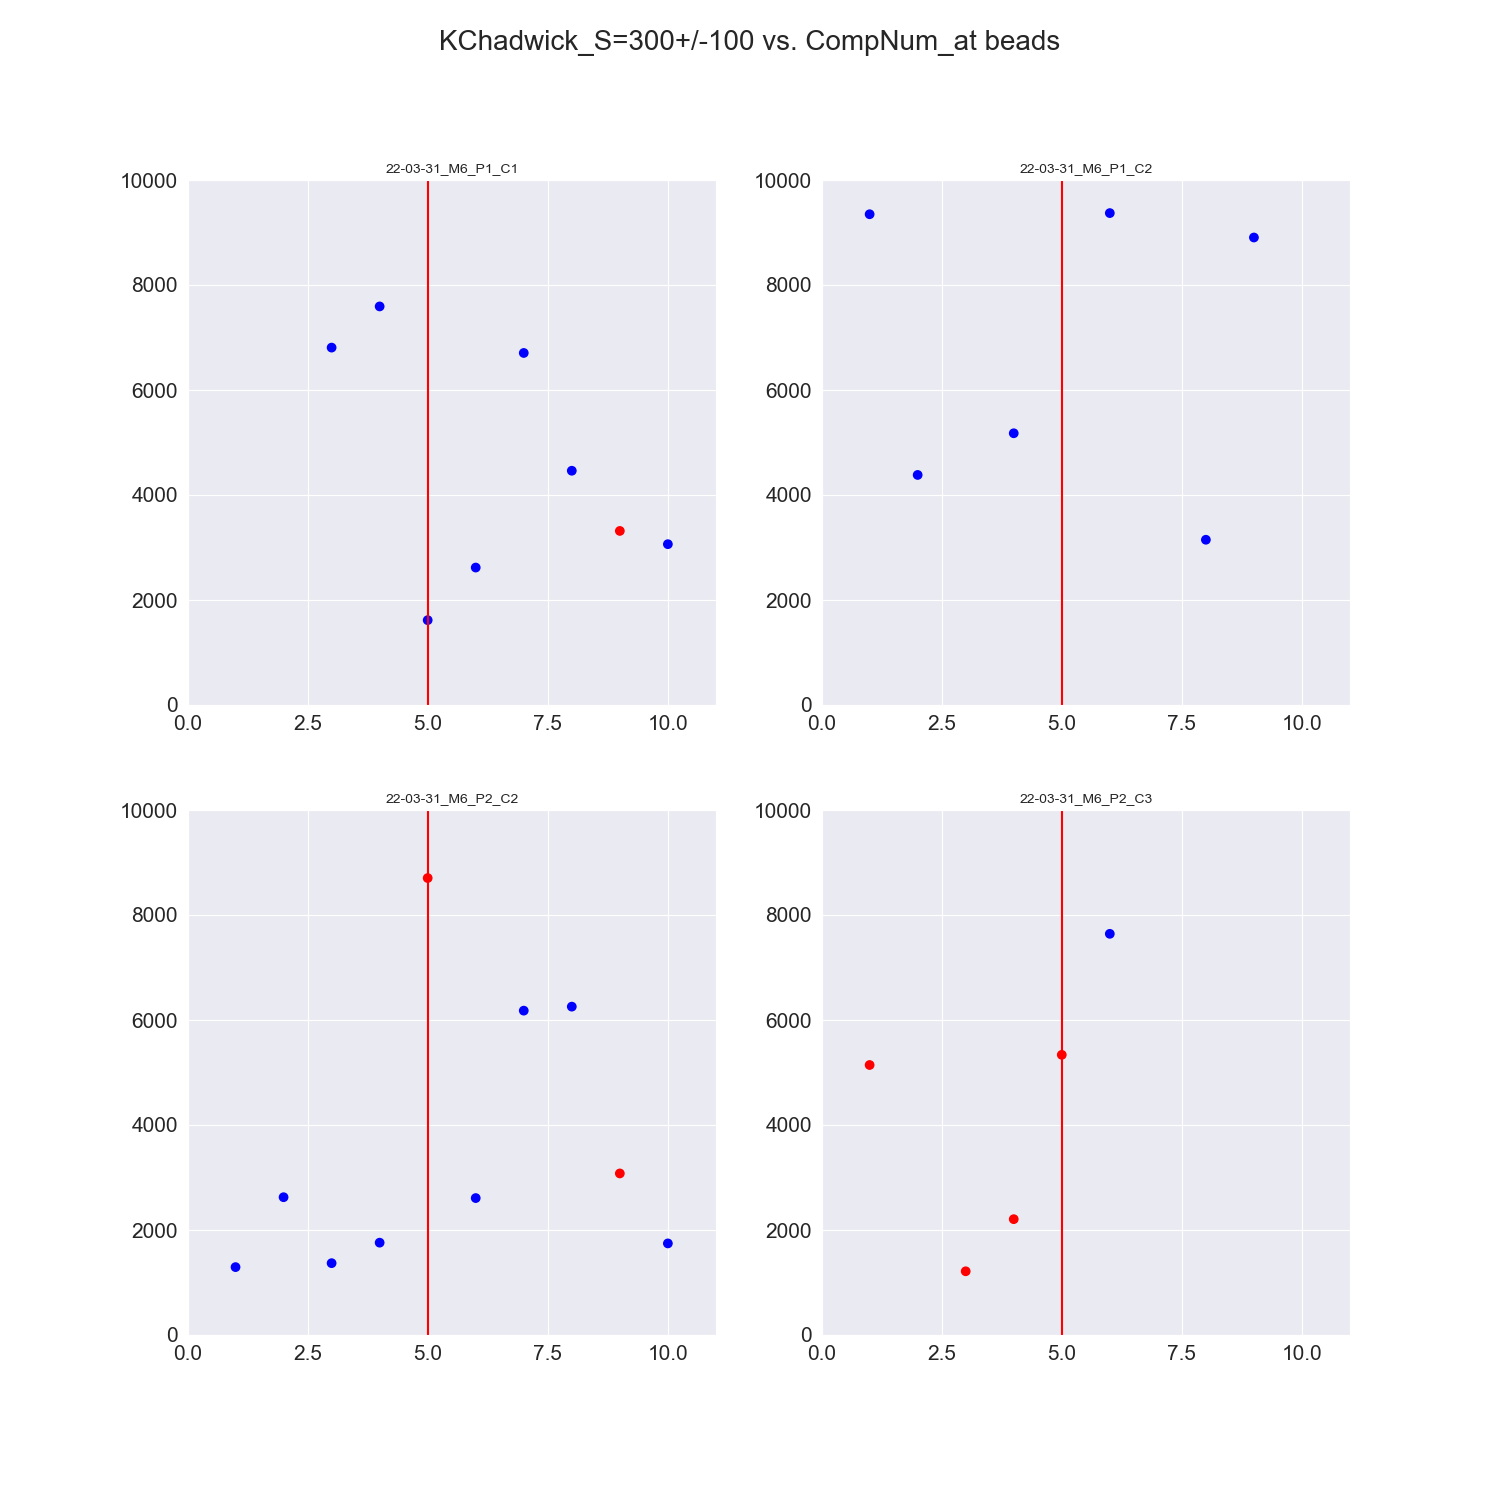 KChadwick_S=300+/-100 vs. CompNum_at beads
22-03-31_M6_P1_C1
10000
8000
6000
4000
2000
0
0.0 2.5 5.0 7.5 10.0
22-03-31_M6_P1_C2
10000
8000
6000
4000
2000
0
0.0 2.5 5.0 7.5 10.0
22-03-31_M6_P2_C2
10000
8000
6000
4000
2000
0
0.0 2.5 5.0 7.5 10.0
22-03-31_M6_P2_C3
10000
8000
6000
4000
2000
0
0.0 2.5 5.0 7.5 10.0